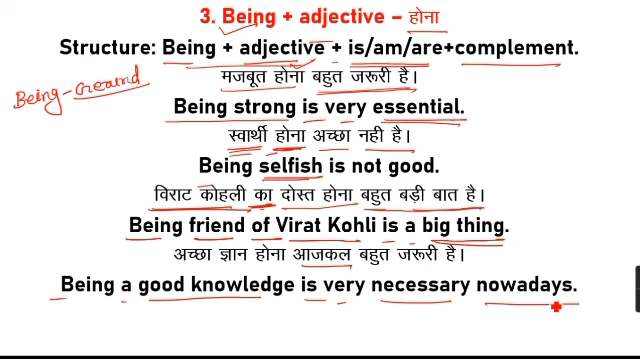 3. Being + adjective – होना
Structure: Being + adjective + is/am/are+complement.
मजबूत होना बहुत जरूरी है।
Being-Gerund
Being strong is very essential.
स्वार्थी होना अच्छा नही है।
Being selfish is not good.
विराट कोहली का दोस्त होना बहुत बड़ी बात है।
Being friend of Virat Kohli is a big thing.
अच्छा ज्ञान होना आजकल बहुत जरूरी है।
Being a good knowledge is very necessary nowadays.